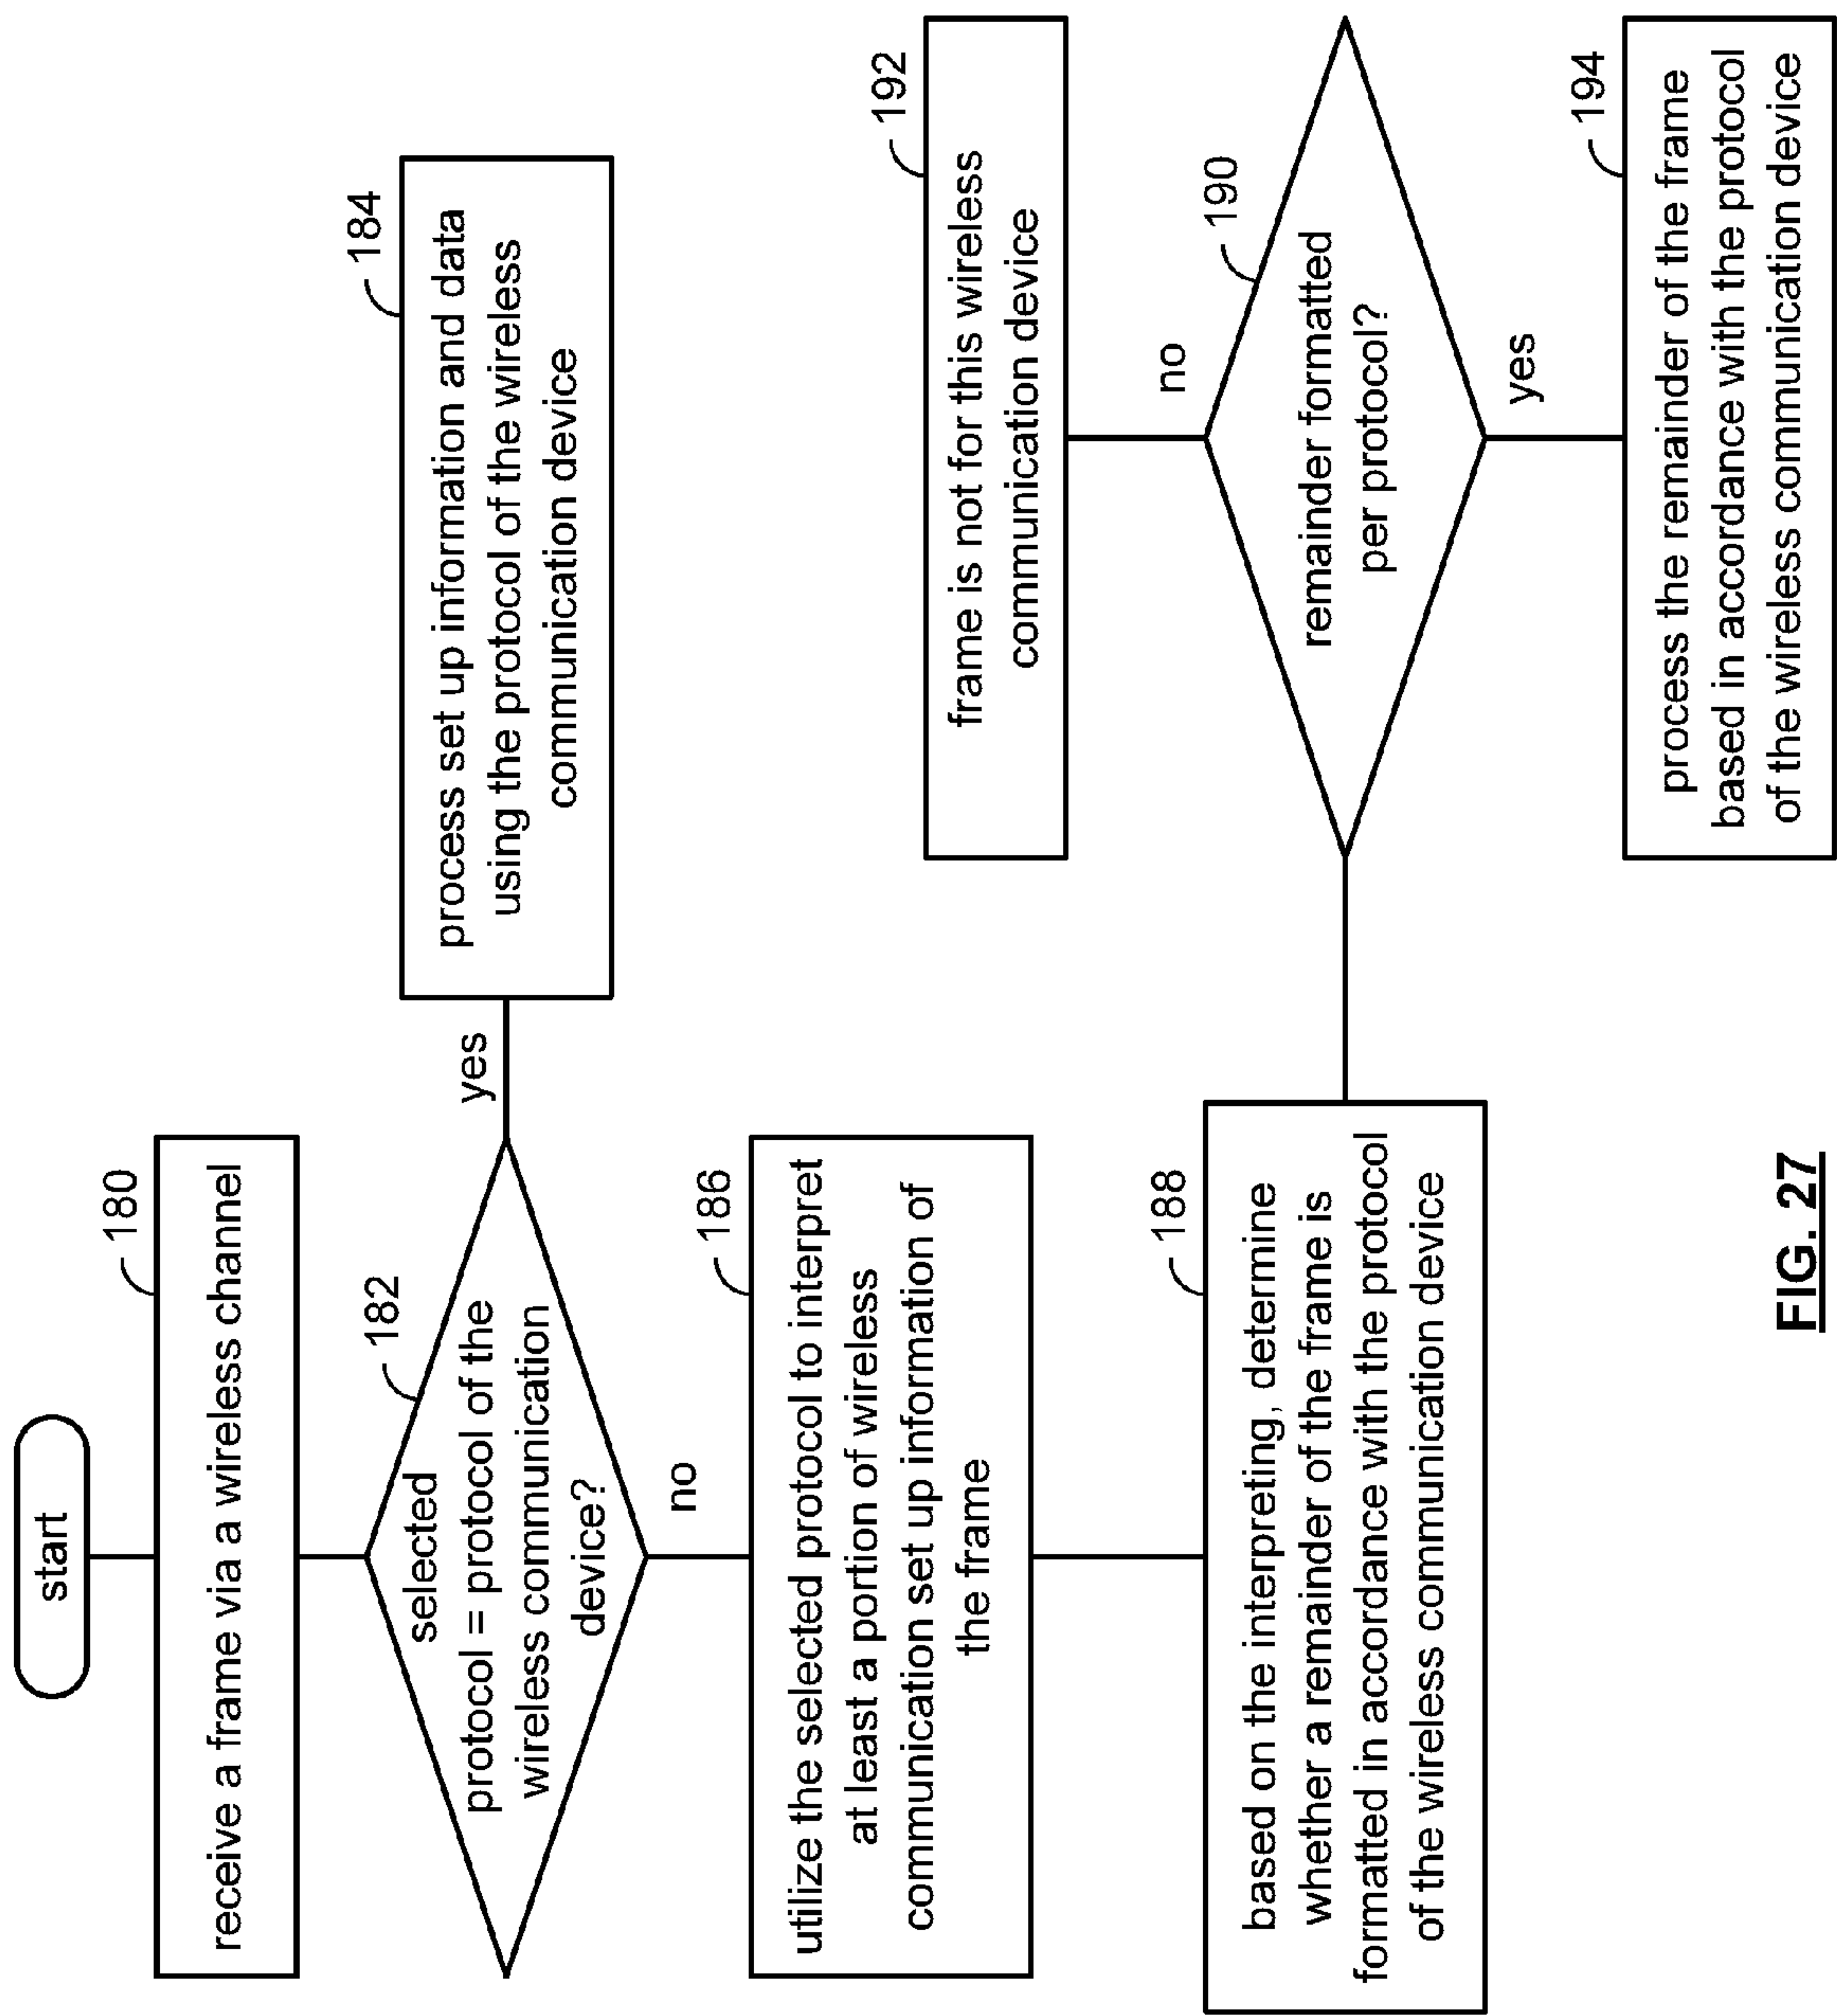 start
180
receive a frame via a wireless channel
182
selected
protocol = protocol of the
wireless communication
device?
yes
184
process set up information and data
using the protocol of the wireless
communication device
no
186
utilize the selected protocol to interpret
at least a portion of wireless
communication set up information of
the frame
188
based on the interpreting, determine
whether a remainder of the frame is
formatted in accordance with the protocol
of the wireless communication device
190
remainder formatted
per protocol?
no
192
frame is not for this wireless
communication device
yes
194
process the remainder of the frame
based in accordance with the protocol
of the wireless communication device
FIG. 27